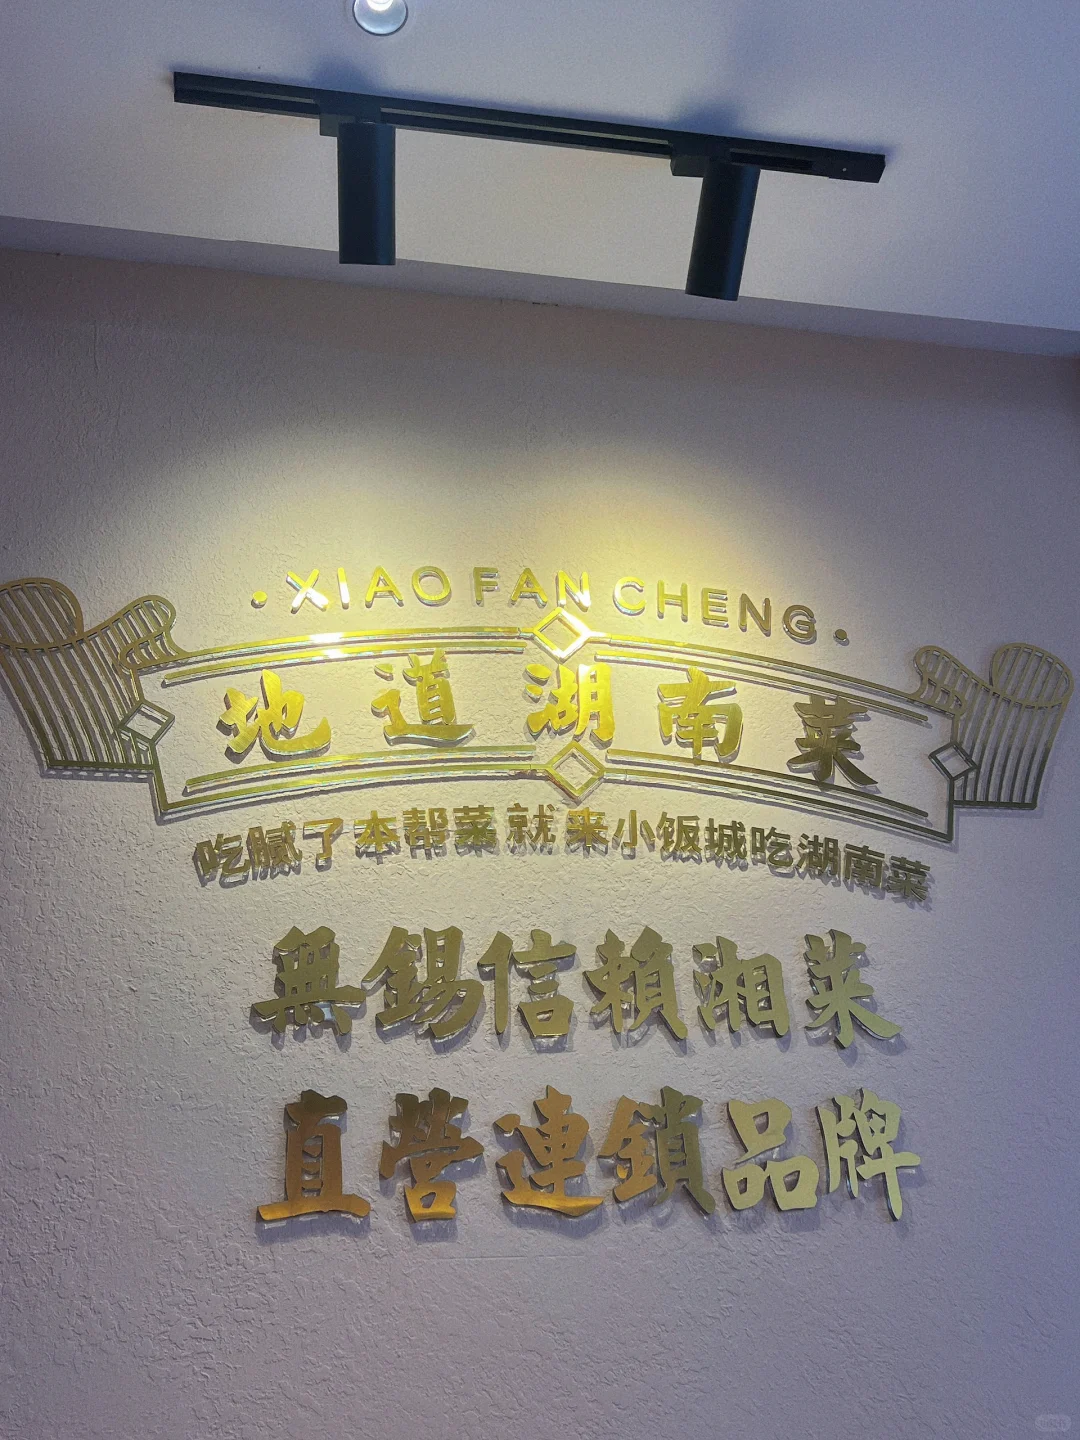 ·XIAO FAN CHENG·
地道湖南菜
吃腻了本帮菜就来小饭城吃湖南菜
無錫信賴湘菜
直營連鎖品牌